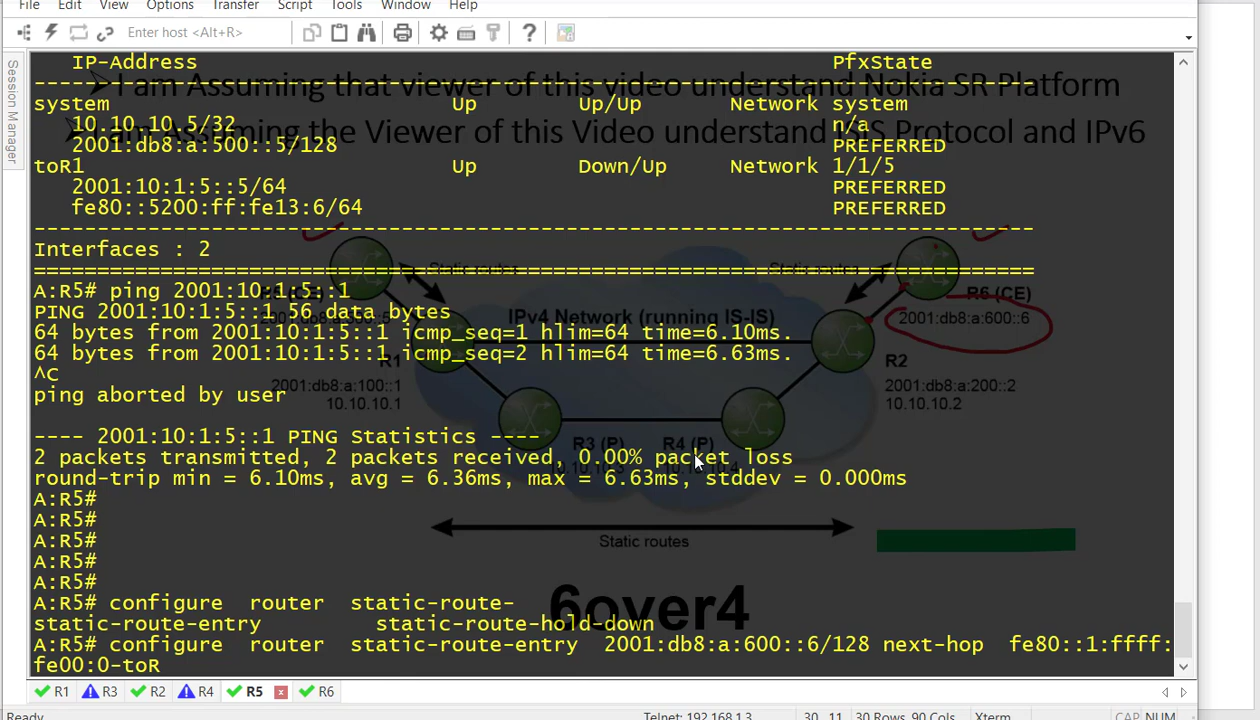 File Edit View Options Transfer Script Tools Window Help
Enter host <Alt+R>
Session Manager
IP-Address PfxState
I am Assuming that viewer of this video understand Nokia SR Platform
system Up Up/Up Network system
10.10.10.5/32 n/a
I am Assuming the Viewer of this Video understand ISIS Protocol and IPv6
2001:db8:a:500::5/128 PREFERRED
toR1 Up Down/Up Network 1/1/5
2001:10:1:5::5/64 PREFERRED
fe80::5200:ff:fe13:6/64 PREFERRED
Interfaces : 2
Static routes Static routes
A:R5# ping 2001:10:1:5::1
R6 (CE)
PING 2001:10:1:5::1 56 data bytes
IPv4 Network (running IS-IS)
2001:db8:a:600::6
64 bytes from 2001:10:1:5::1 icmp_seq=1 hlim=64 time=6.10ms.
64 bytes from 2001:10:1:5::1 icmp_seq=2 hlim=64 time=6.63ms.
R1 R2
^C
2001:db8:a:100::1 2001:db8:a:200::2
ping aborted by user
10.10.10.1 10.10.10.2
---- 2001:10:1:5::1 PING Statistics ----
R3 (P) R4 (P)
2 packets transmitted, 2 packets received, 0.00% packet loss
round-trip min = 6.10ms, avg = 6.36ms, max = 6.63ms, stddev = 0.000ms
A:R5#
A:R5#
A:R5#
Static routes
A:R5#
A:R5#
A:R5# configure router static-route-
6over4
static-route-entry static-route-hold-down
A:R5# configure router static-route-entry 2001:db8:a:600::6/128 next-hop fe80::1:ffff:
fe00:0-toR
R1 R3 R2 R4 R5 R6
Ready Telnet: 192.168.1.3 30, 11 30 Rows, 90 Cols Xterm CAP NUM